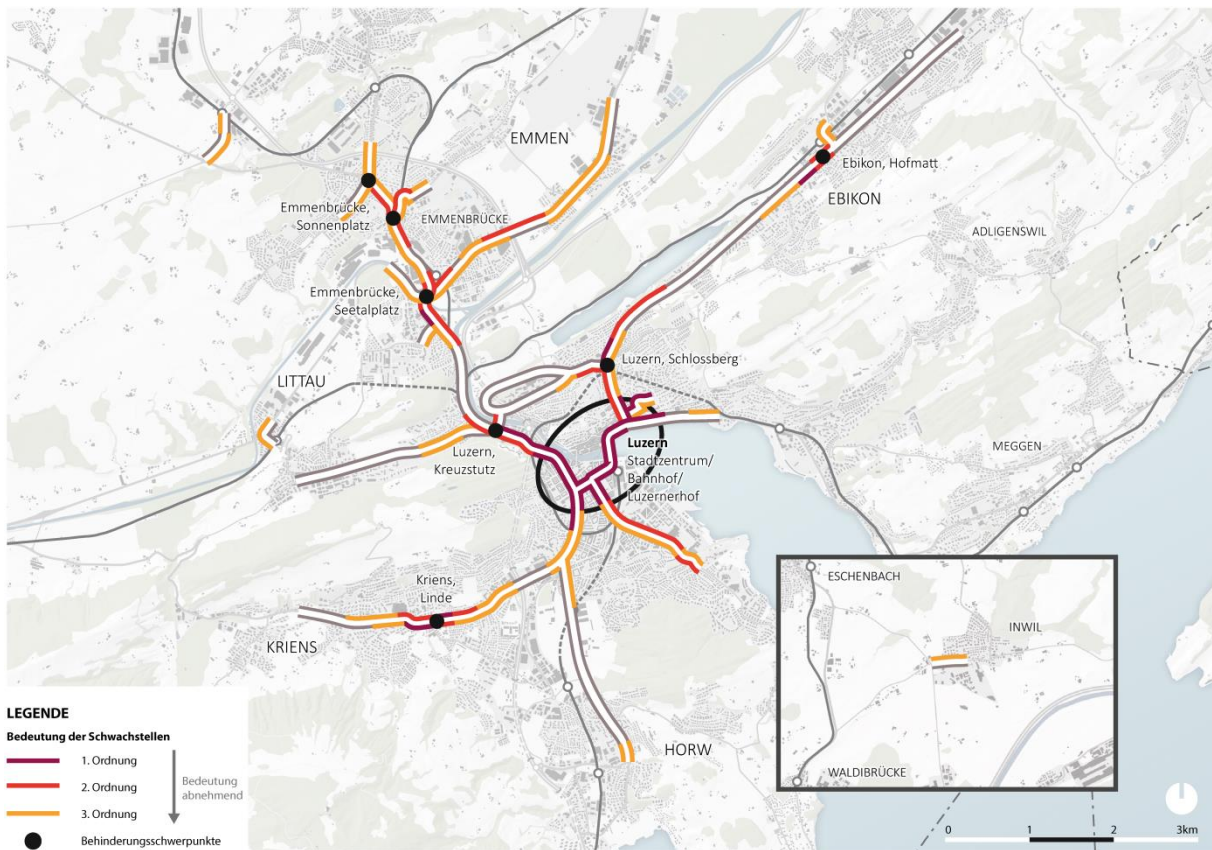 EMMEN
Ebikon, Hofmatt
EBIKON
Emmenbrücke,
Sonnenplatz
EMMENBRÜCKE
ADLIGENSWIL
Emmenbrücke,
Seetalplatz
Luzern, Schlossberg
LITTAU
Luzern,
Kreuzstutz
Luzern
Stadtzentrum/
Bahnhof/
Luzernerhof
MEGGEN
Kriens,
Linde
KRIENS
HORW
ESCHENBACH
INWIL
WALDIBRÜCKE
LEGENDE
Bedeutung der Schwachstellen
1. Ordnung
2. Ordnung
3. Ordnung
Bedeutung
abnehmend
Behinderungsschwerpunkte
0 1 2 3km